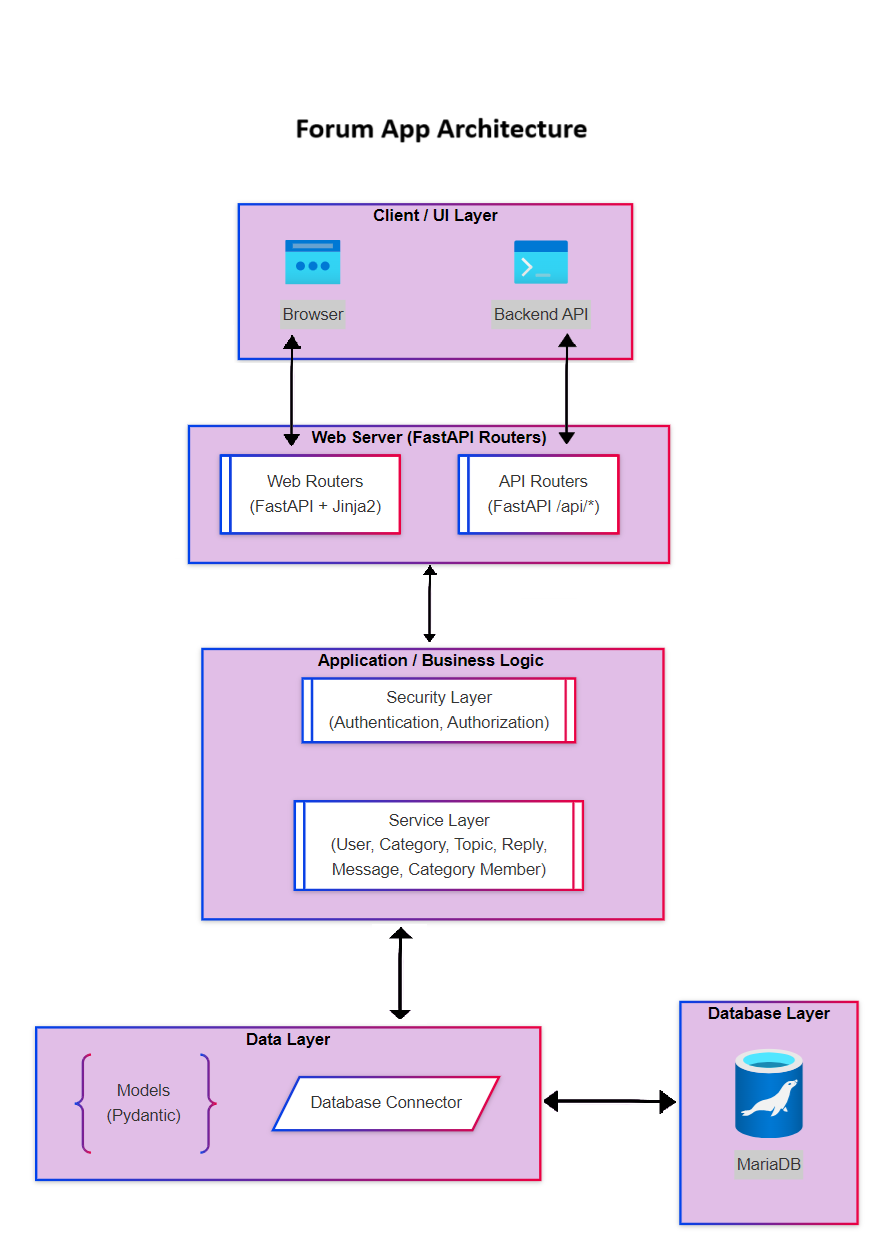 Forum App Architecture
Client / UI Layer
Browser
Backend API
Web Server (FastAPI Routers)
Web Routers
(FastAPI + Jinja2)
API Routers
(FastAPI /api/*)
Application / Business Logic
Security Layer
(Authentication, Authorization)
Service Layer
(User, Category, Topic, Reply,
Message, Category Member)
Data Layer
Models
(Pydantic)
Database Connector
Database Layer
MariaDB